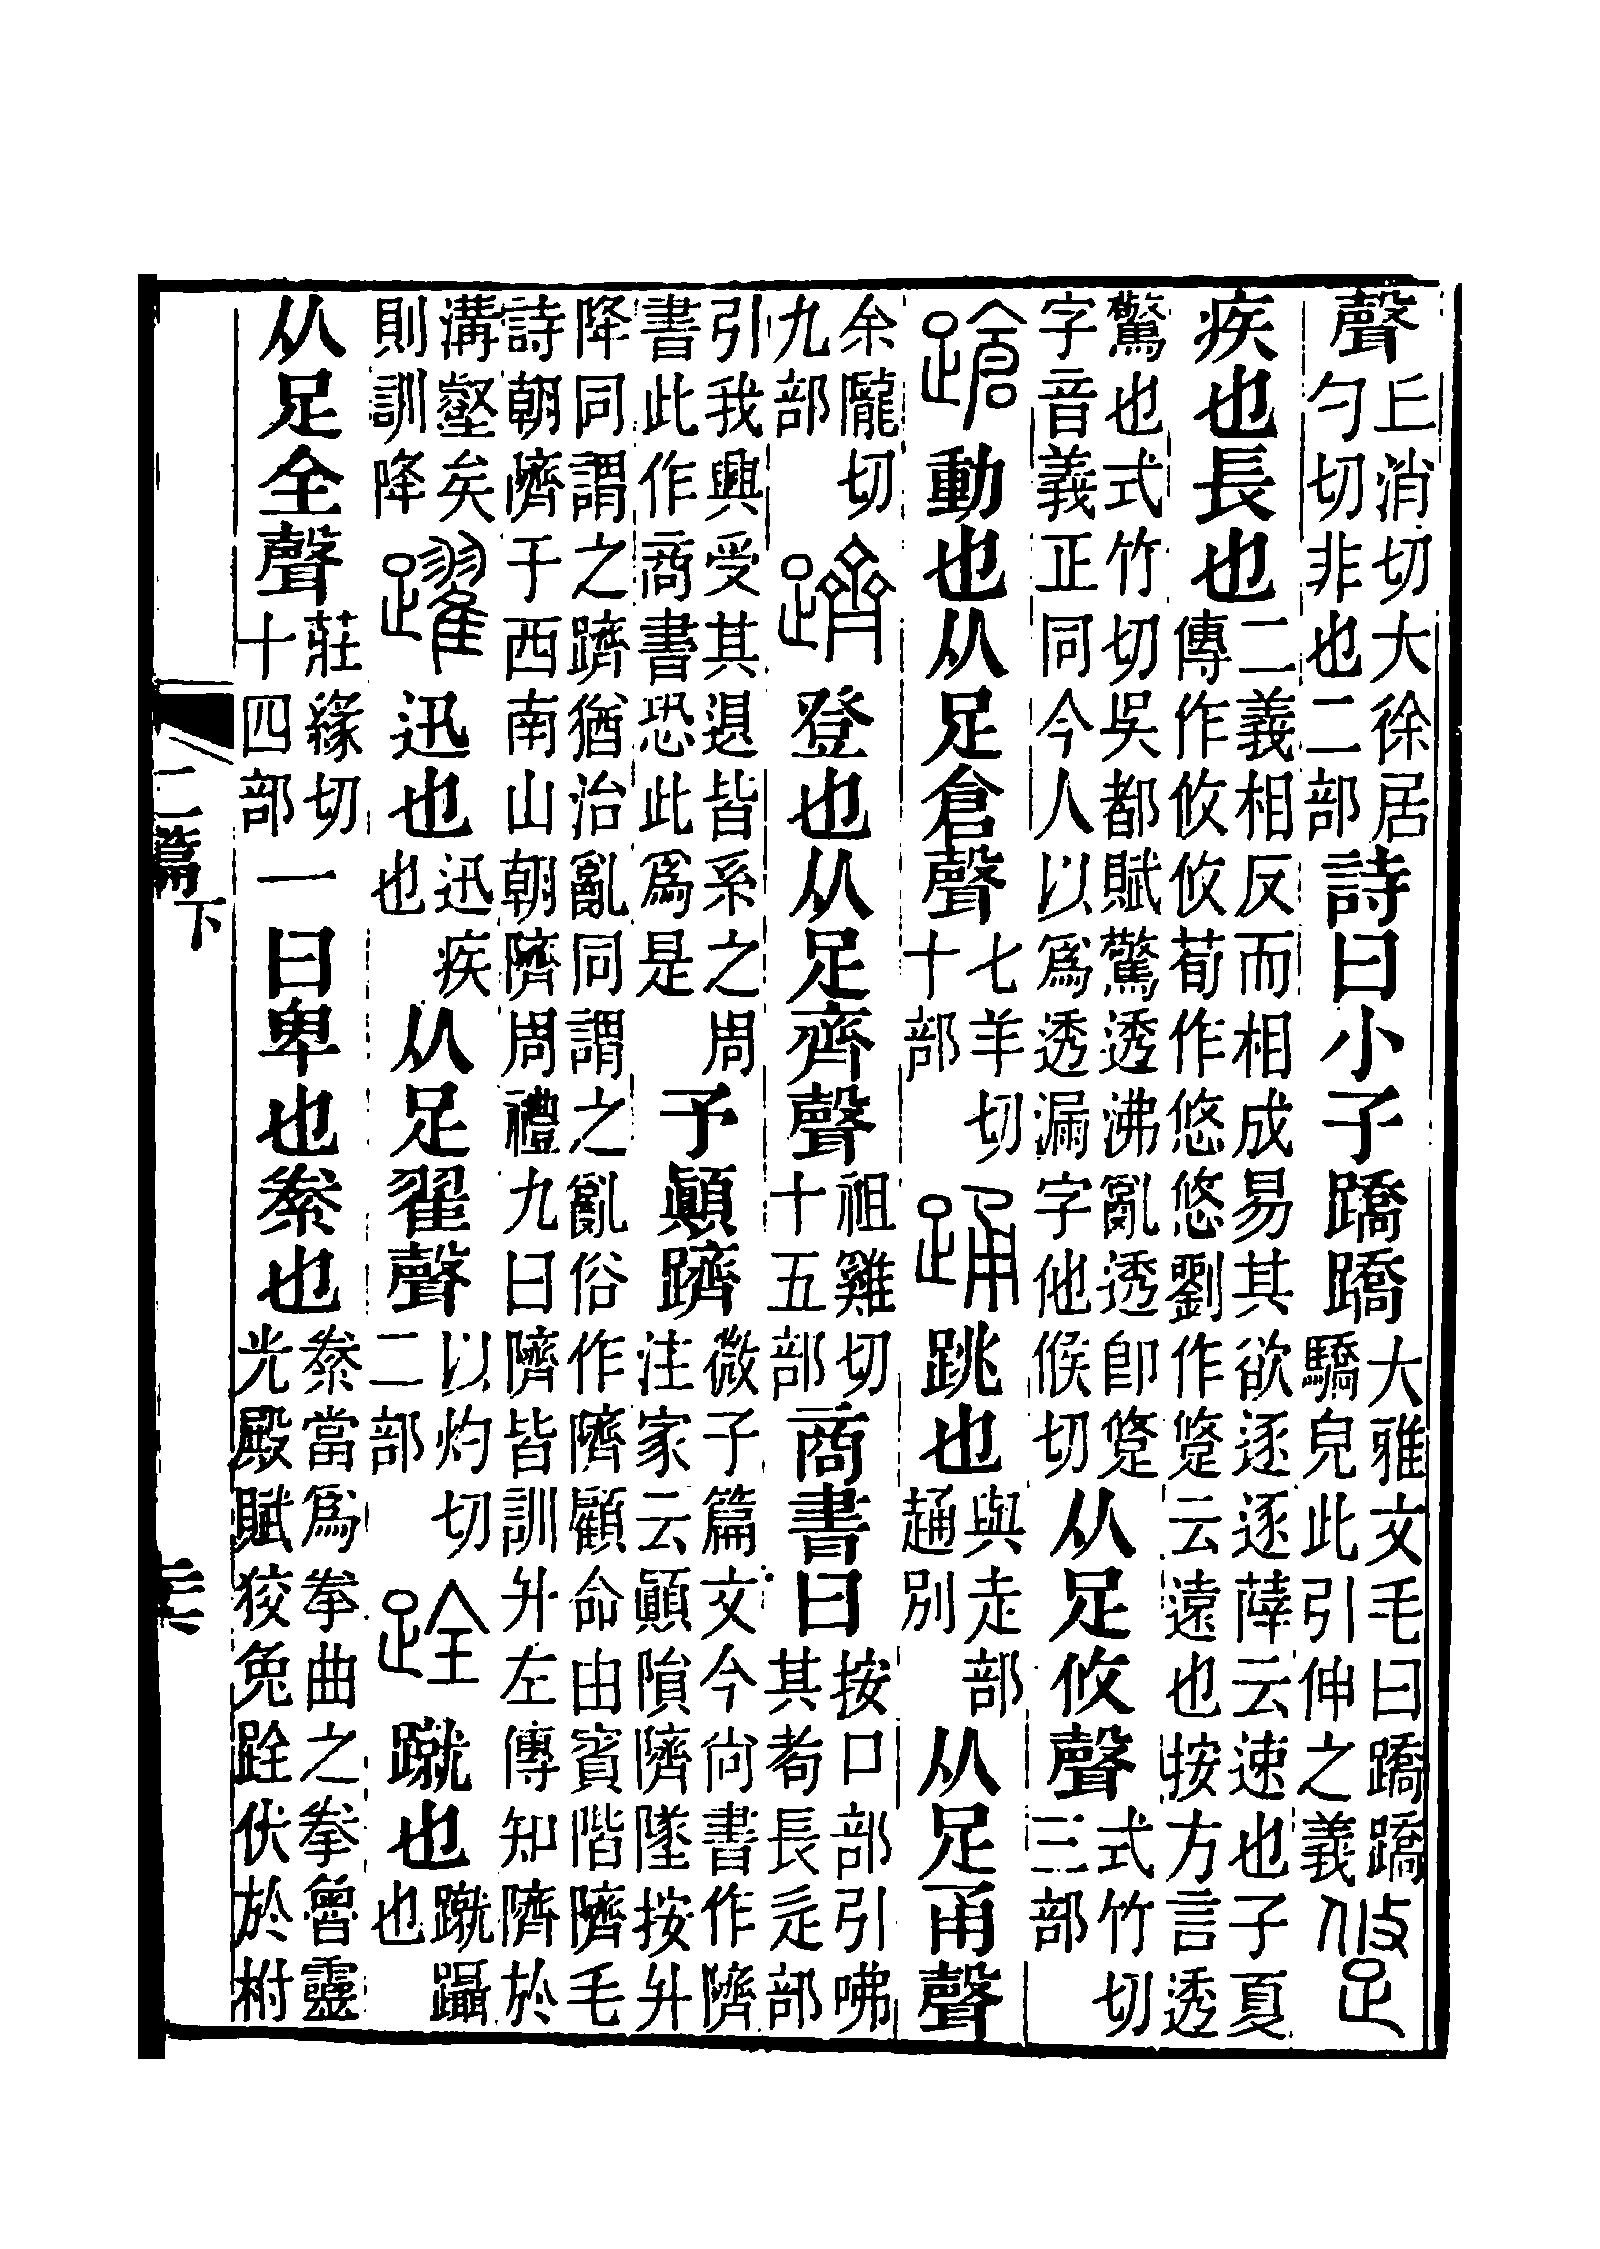 聲丘消切大徐居勺切非也二部詩曰小子蹻蹻大雅文毛曰蹻蹻驕皃此引伸之義跾
疾也長也二義相反而相成易其欲逐逐薛云速也子夏傳作攸攸荀作悠悠劉作跾跾云遠也按方言透
驚也式竹切吳都賦驚透沸亂透卽跾字音義正同今人以爲透漏字他候切从足攸聲式竹切三部
蹌動也从足倉聲七羊切十部踊跳也與走部𧻹別从足甬聲
余隴切九部躋登也从足齊聲祖雞切十五部商書曰按口部引咈其耇長辵部
引我興受其退皆系之周書此作商書恐此爲是予顚躋微子篇文今尙書作隮注家云顚隕隮墜按升
降同謂之躋猶治亂同謂之亂俗作隮顧命由賓階隮毛詩朝隮于西南山朝隮周禮九曰隮皆訓升左傳知隮於
溝壑矣則訓降躍迅也迅疾也从足翟聲以灼切二部跧蹴也蹴躡也
从足全聲莊緣切十四部一曰卑也絭也絭當爲拳曲之拳魯靈光殿賦狡兔跧伏於柎
二篇下